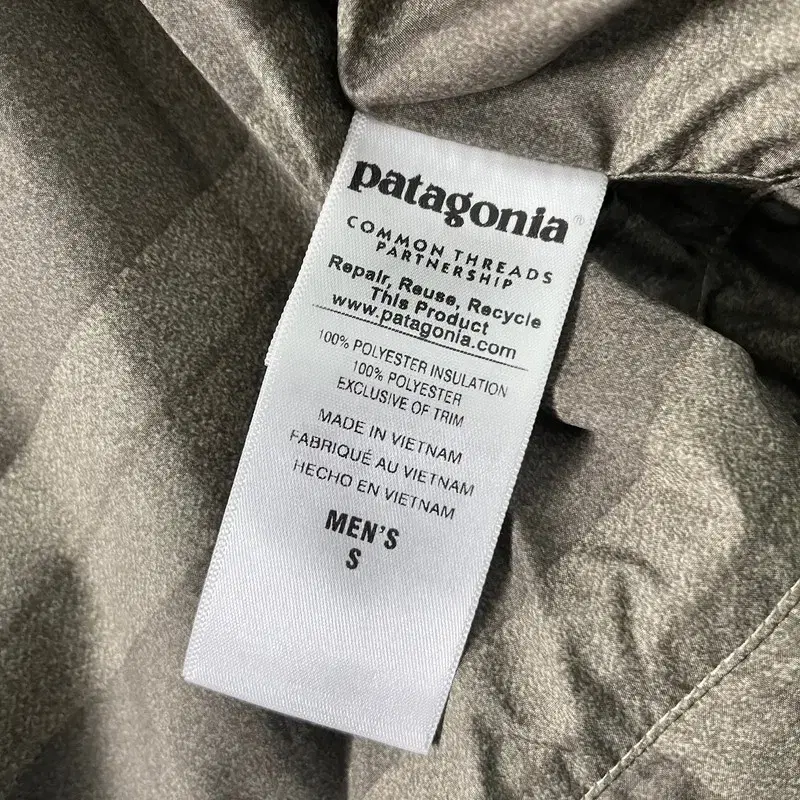 patagonia®
COMMON THREADS
PARTNERSHIP
Repair, Reuse, Recycle
This Product
www.patagonia.com
100% POLYESTER INSULATION
100% POLYESTER
EXCLUSIVE OF TRIM
MADE IN VIETNAM
FABRIQUÉ AU VIETNAM
HECHO EN VIETNAM
MEN'S
S